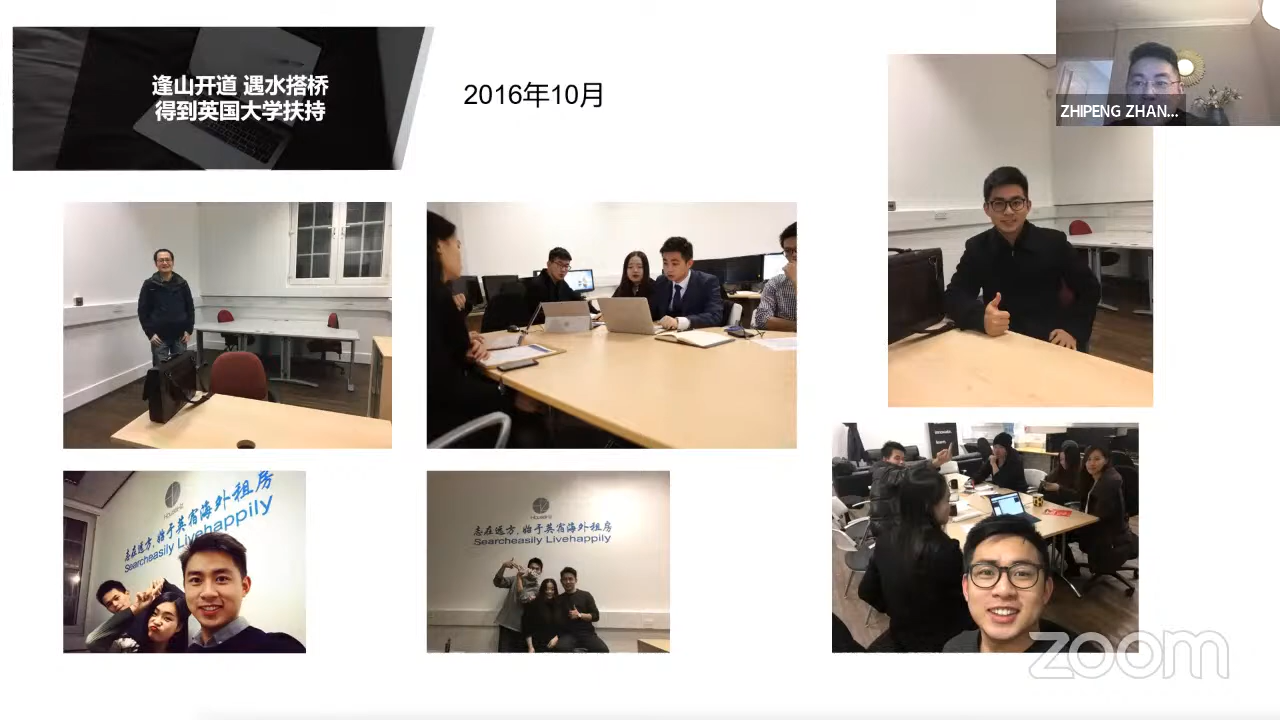 逢山开道 遇水搭桥
得到英国大学扶持
2016年10月
ZHIPENG ZHAN...
志在远方, 始于英宿海外租房
Searcheasily Livehappily
志在远方, 始于英宿海外租房
Searcheasily Livehappily
zoom